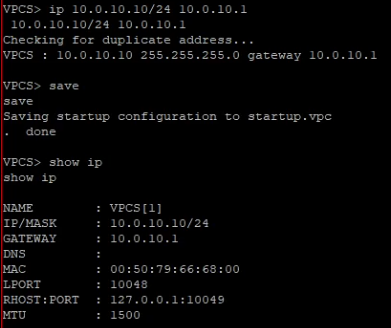 VPCS> ip 10.0.10.10/24 10.0.10.1
 10.0.10.10/24 10.0.10.1
Checking for duplicate address...
VPCS : 10.0.10.10 255.255.255.0 gateway 10.0.10.1

VPCS> save
save
Saving startup configuration to startup.vpc
.  done

VPCS> show ip
show ip

NAME        : VPCS[1]
IP/MASK     : 10.0.10.10/24
GATEWAY     : 10.0.10.1
DNS         :
MAC         : 00:50:79:66:68:00
LPORT       : 10048
RHOST:PORT  : 127.0.0.1:10049
MTU         : 1500